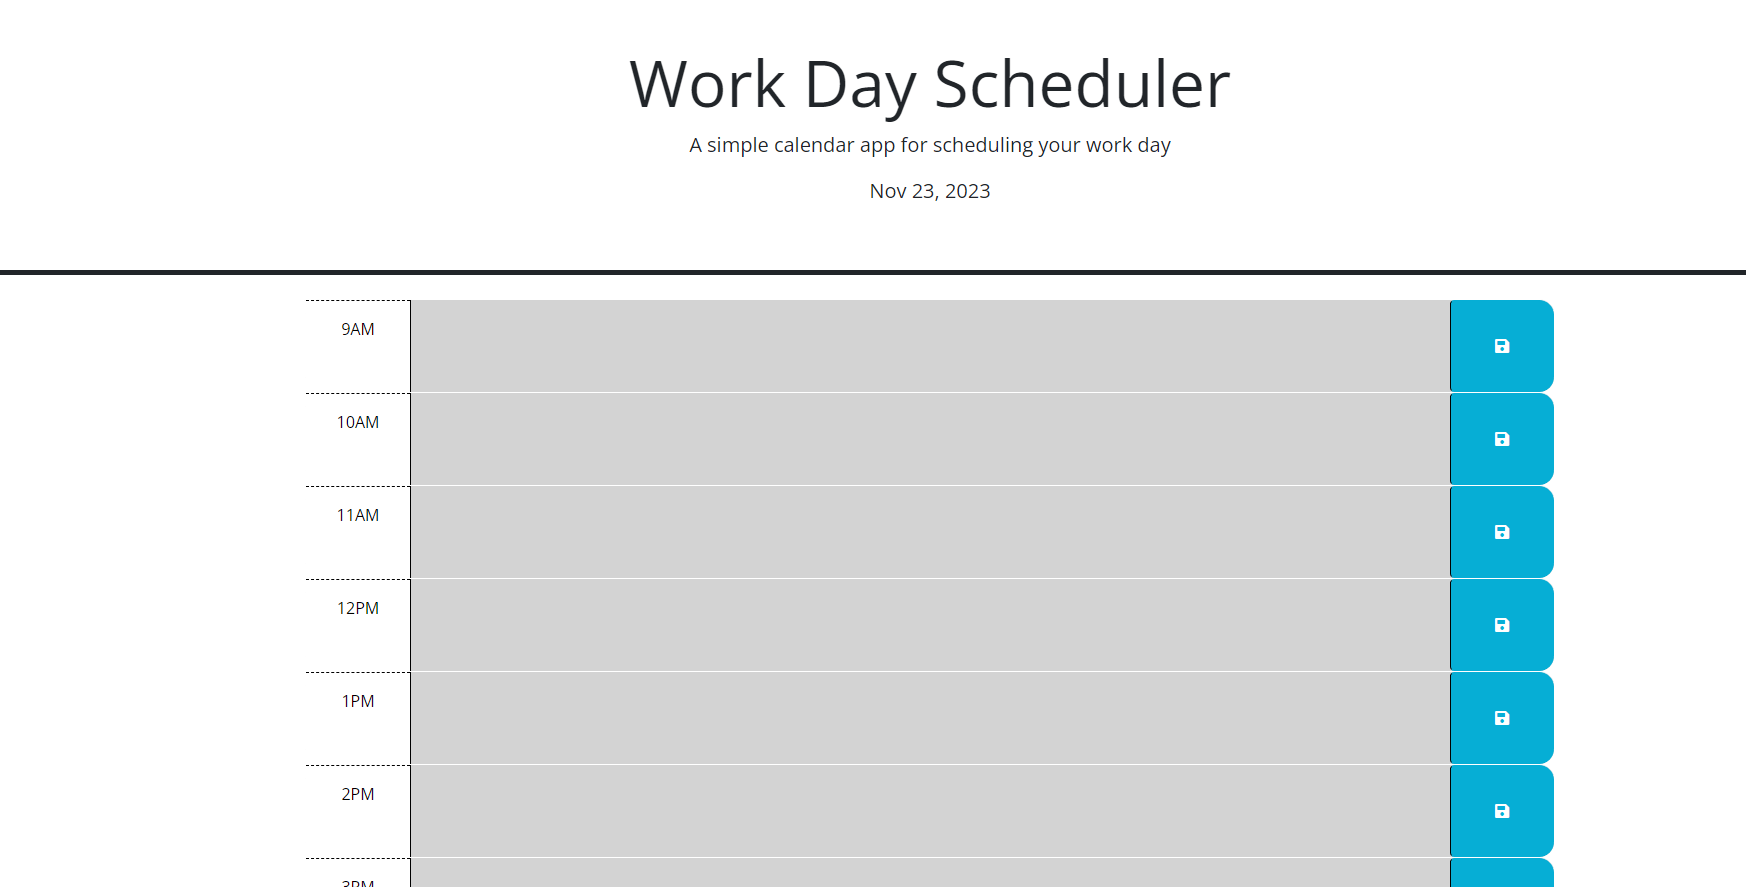 Work Day Scheduler
A simple calendar app for scheduling your work day
Nov 23, 2023
9AM
10AM
11AM
12PM
1PM
2PM
3PM